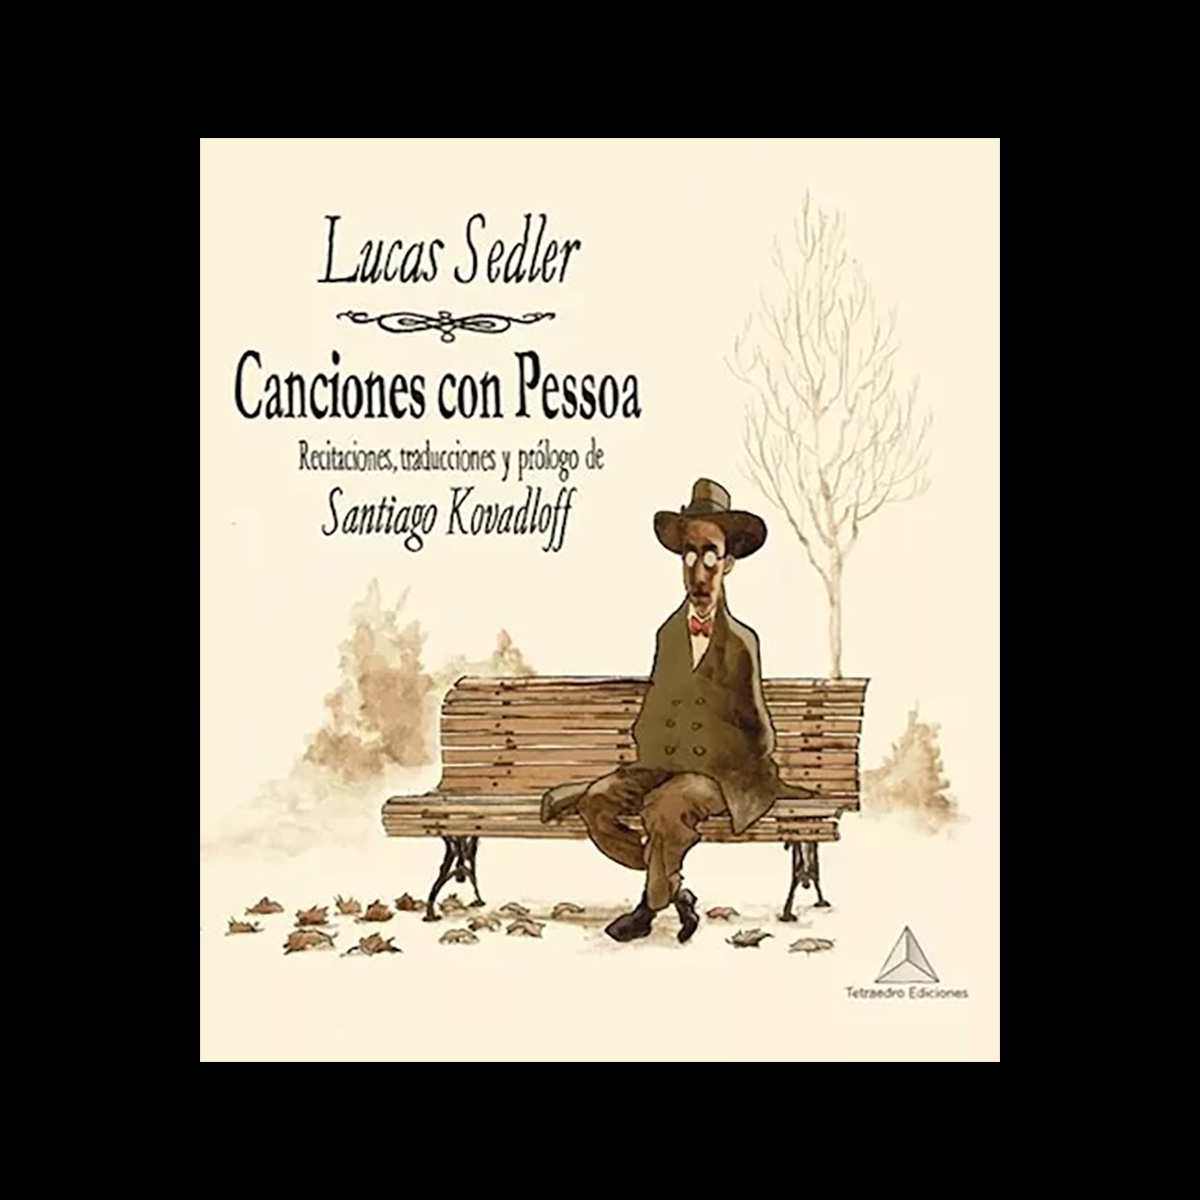 Lucas Sedler
Canciones con Pessoa
Recitaciones, traducciones y prólogo de
Santiago Kovadloff
Tetraedro Ediciones